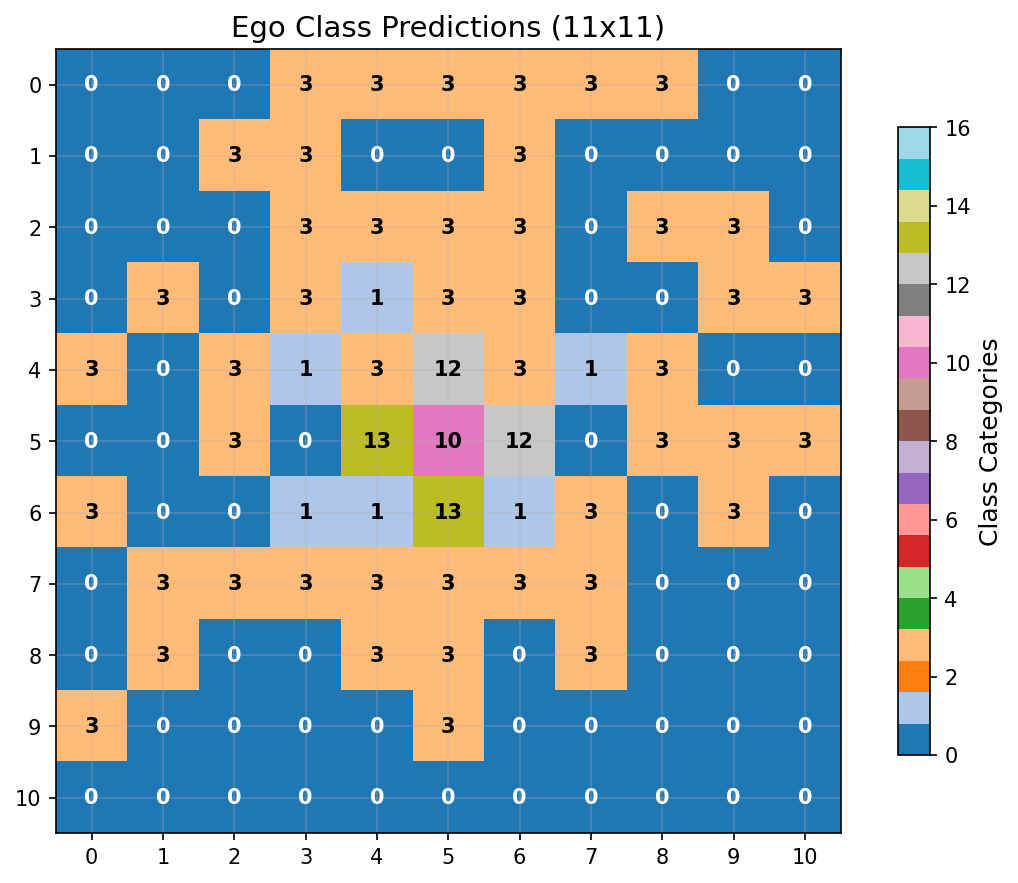 Ego Class Predictions (11x11)
0 0 0 0 3 3 3 3 3 3 0 0
1 0 0 3 3 0 0 3 0 0 0 0
2 0 0 0 3 3 3 3 0 3 3 0
3 0 3 0 3 1 3 3 0 0 3 3
4 3 0 3 1 3 12 3 1 3 0 0
5 0 0 3 0 13 10 12 0 3 3 3
6 3 0 0 1 1 13 1 3 0 3 0
7 0 3 3 3 3 3 3 3 0 0 0
8 0 3 0 0 3 3 0 3 0 0 0
9 3 0 0 0 0 3 0 0 0 0 0
10 0 0 0 0 0 0 0 0 0 0 0
0 1 2 3 4 5 6 7 8 9 10
16
14
12
10
8
6
4
2
0
Class Categories